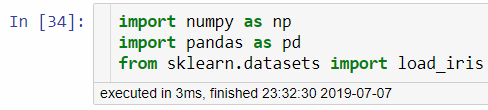 In [34]: import numpy as np
import pandas as pd
from sklearn.datasets import load_iris
executed in 3ms, finished 23:32:30 2019-07-07